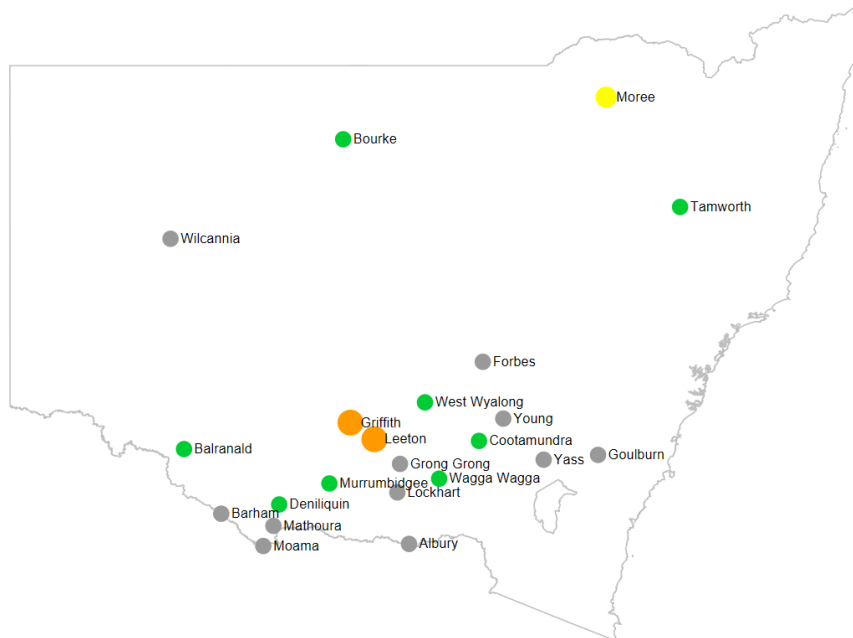 Moree
Bourke
Tamworth
Wilcannia
Forbes
West Wyalong
Young
Griffith
Leeton
Cootamundra
Balranald
Goulburn
Yass
Grong Grong
Wagga Wagga
Murrumbidgee
Lockhart
Deniliquin
Barham
Mathoura
Moama
Albury